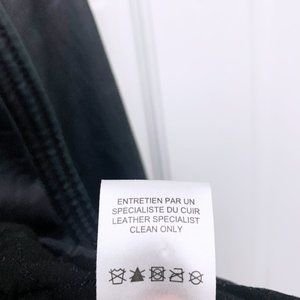 ENTRETIEN PAR UN
SPECIALISTE DU CUIR
LEATHER SPECIALIST
CLEAN ONLY